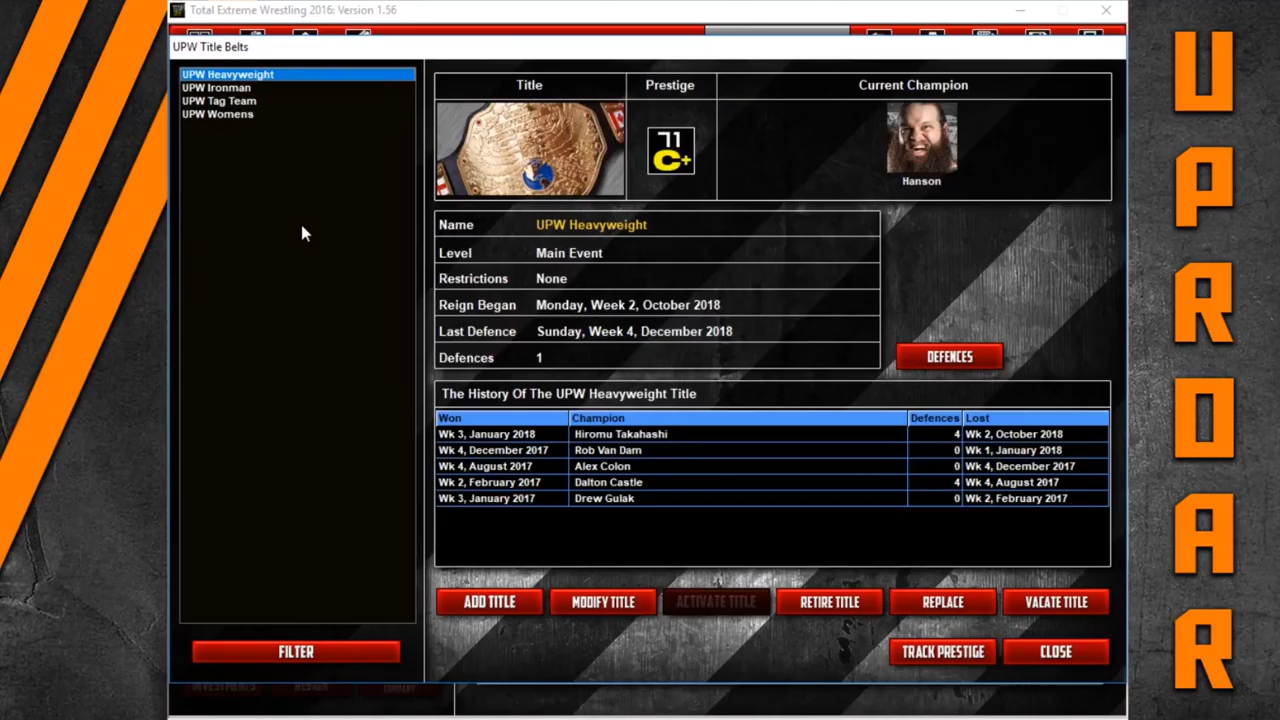 Total Extreme Wrestling 2016: Version 1.56
UPW Title Belts
UPW Heavyweight
UPW Ironman
UPW Tag Team
UPW Womens
FILTER
Title Prestige Current Champion
71
C+
Hanson
Name UPW Heavyweight
Level Main Event
Restrictions None
Reign Began Monday, Week 2, October 2018
Last Defence Sunday, Week 4, December 2018
Defences 1
DEFENCES
The History Of The UPW Heavyweight Title
Won Champion Defences Lost
Wk 3, January 2018 Hiromu Takahashi 4 Wk 2, October 2018
Wk 4, December 2017 Rob Van Dam 0 Wk 1, January 2018
Wk 4, August 2017 Alex Colon 0 Wk 4, December 2017
Wk 2, February 2017 Dalton Castle 4 Wk 4, August 2017
Wk 3, January 2017 Drew Gulak 0 Wk 2, February 2017
ADD TITLE MODIFY TITLE ACTIVATE TITLE RETIRE TITLE REPLACE VACATE TITLE
TRACK PRESTIGE CLOSE
UPROAR